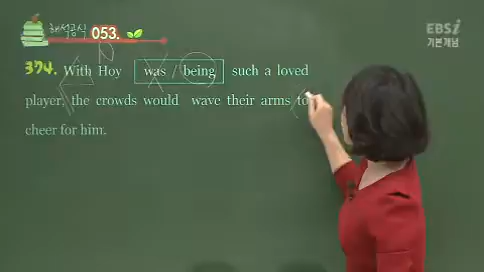 해석공식 053.
EBSi
기본개념
374. With Hoy was / being such a loved
player, the crowds would wave their arms to
cheer for him.